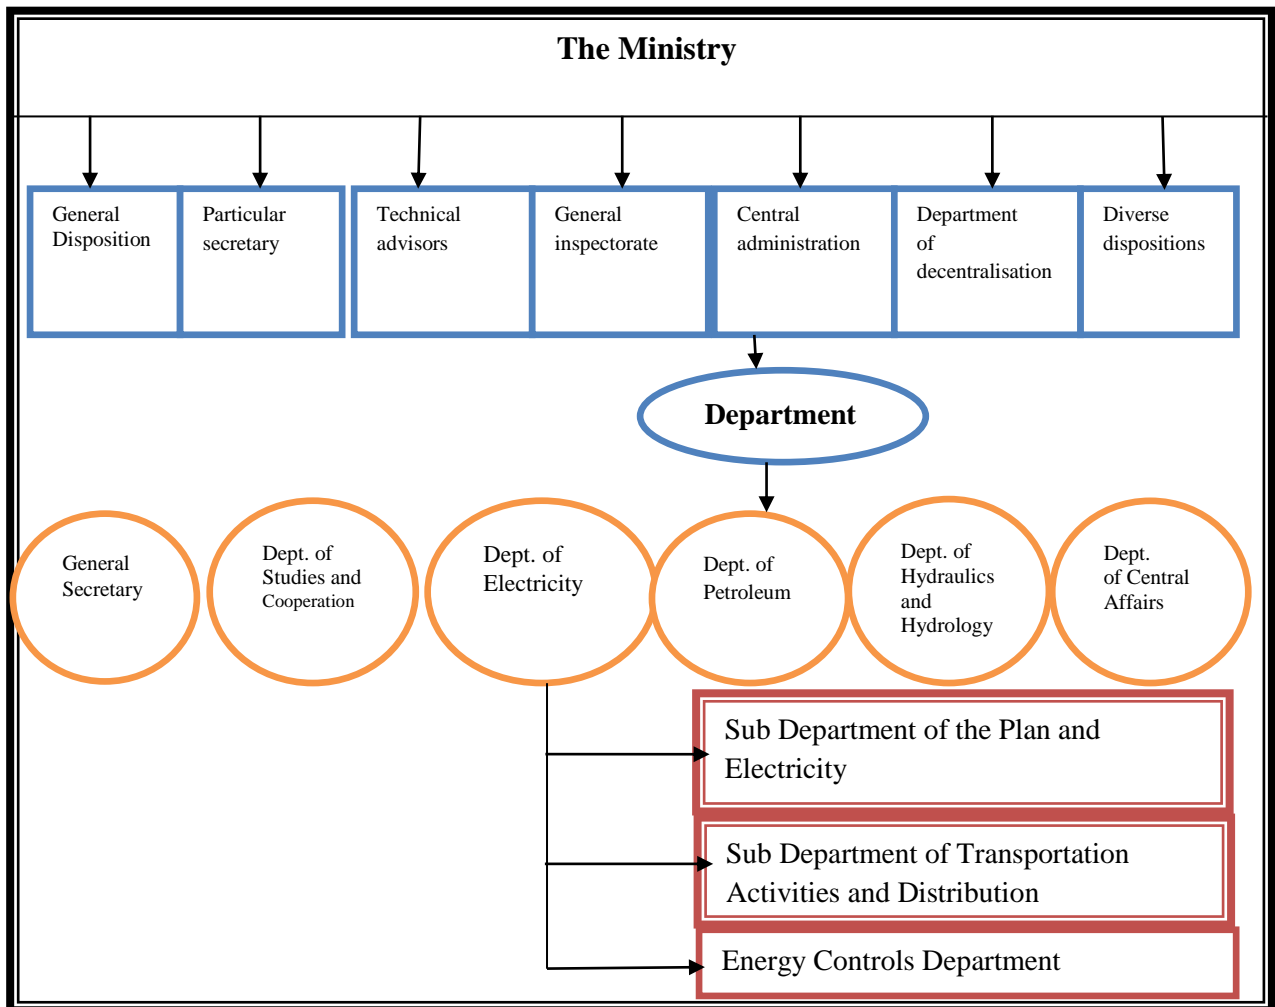 The Ministry
General
Disposition
Particular
secretary
Technical
advisors
General
inspectorate
Central
administration
Department
of
decentralisation
Diverse
dispositions
Department
General
Secretary
Dept. of
Studies and
Cooperation
Dept. of
Electricity
Dept. of
Petroleum
Dept. of
Hydraulics
and
Hydrology
Dept.
of Central
Affairs
Sub Department of the Plan and
Electricity
Sub Department of Transportation
Activities and Distribution
Energy Controls Department